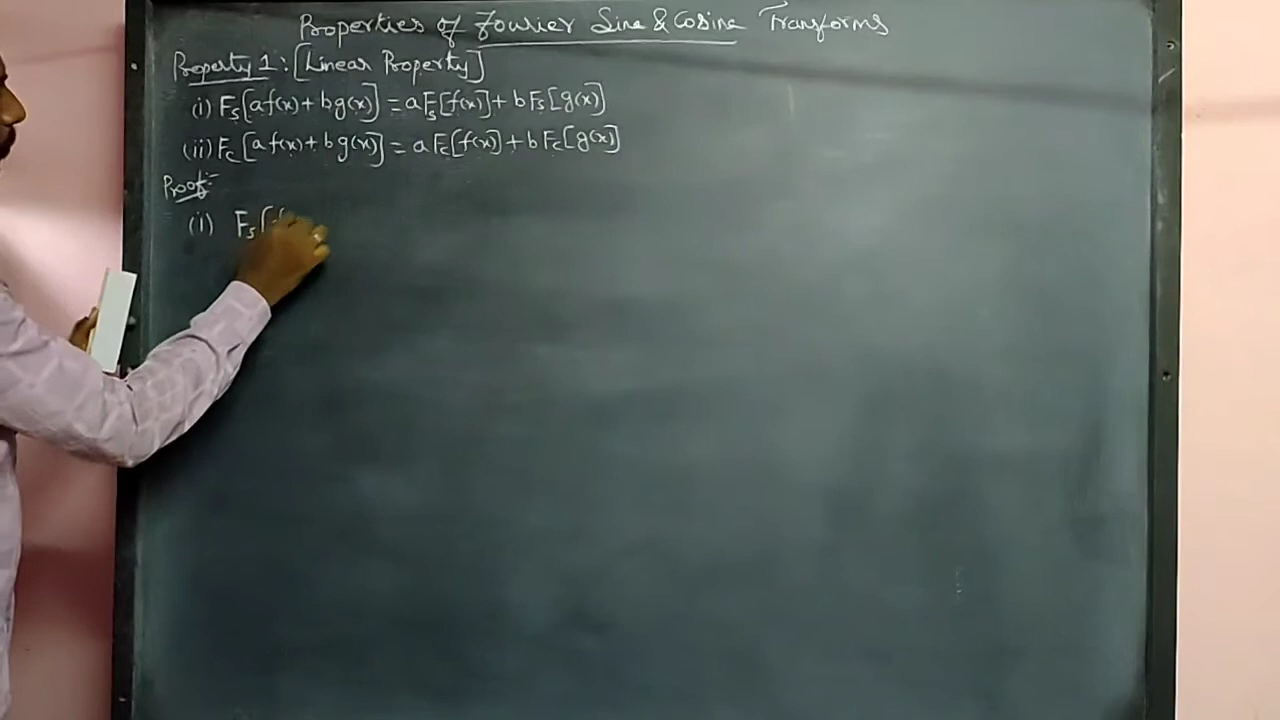 Properties of Fourier Sine & Cosine Transforms
Property 1: [Linear Property]
(i) Fs[af(x)+bg(x)] = aFs[f(x)]+bFs[g(x)]
(ii) Fc[af(x)+bg(x)] = aFc[f(x)]+bFc[g(x)]
Proof:-
(i) Fs[f